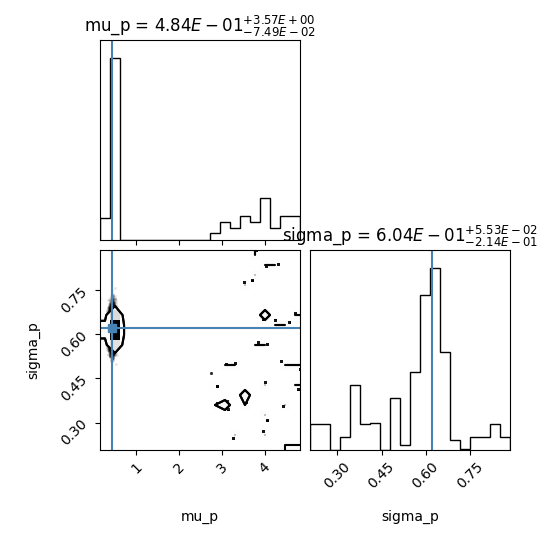 mu_p = 4.84E − 01+3.57E + 00 −7.49E − 02
sigma_p = 6.04E − 01+5.53E − 02 −2.14E − 01
sigma_p
0.75
0.60
0.45
0.30
1 2 3 4
0.30 0.45 0.60 0.75
mu_p
sigma_p